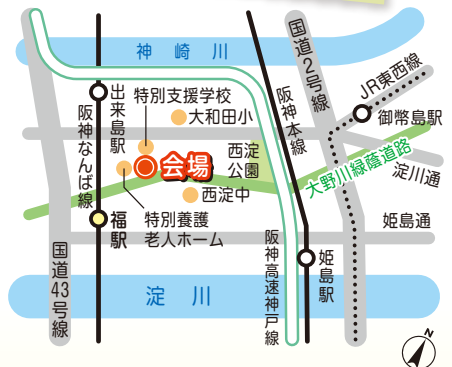 神崎川
国道2号線
JR東西線
出来島駅
特別支援学校
大和田小
阪神本線
御幣島駅
阪神なんば線
会場
西淀
公園
大野川緑蔭道路
淀川通
西淀中
福駅
特別養護
老人ホーム
姫島通
国道43号線
阪神高速神戸線
姫島駅
淀川
N